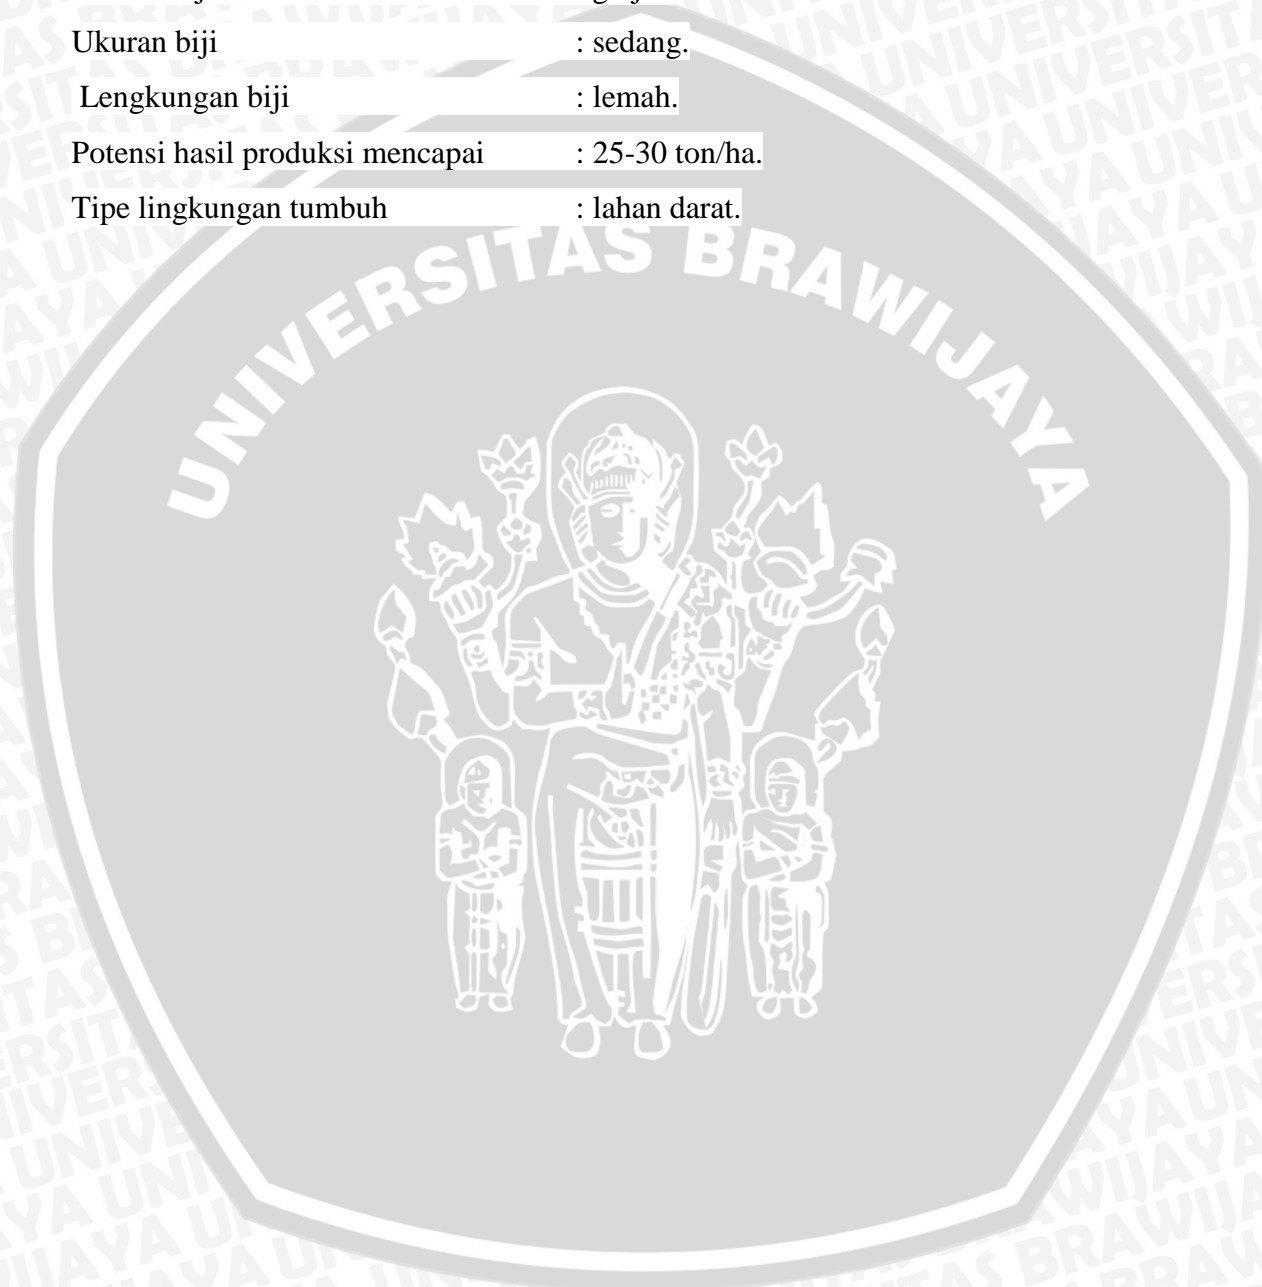 Ukuran biji : sedang.
Lengkungan biji : lemah.
Potensi hasil produksi mencapai : 25-30 ton/ha.
Tipe lingkungan tumbuh : lahan darat.
UNIVERSITAS BRAWIJAYA